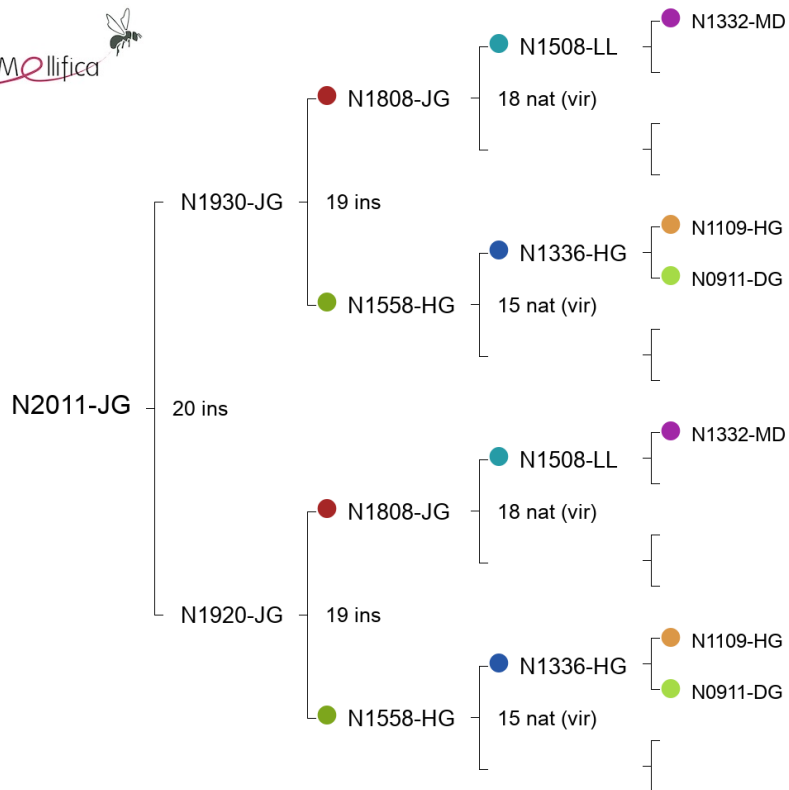 Mellifica
N1332-MD
N1508-LL
N1808-JG
18 nat (vir)
N1930-JG
19 ins
N1109-HG
N1336-HG
N0911-DG
N1558-HG
15 nat (vir)
N2011-JG
20 ins
N1332-MD
N1508-LL
N1808-JG
18 nat (vir)
N1920-JG
19 ins
N1109-HG
N1336-HG
N0911-DG
N1558-HG
15 nat (vir)